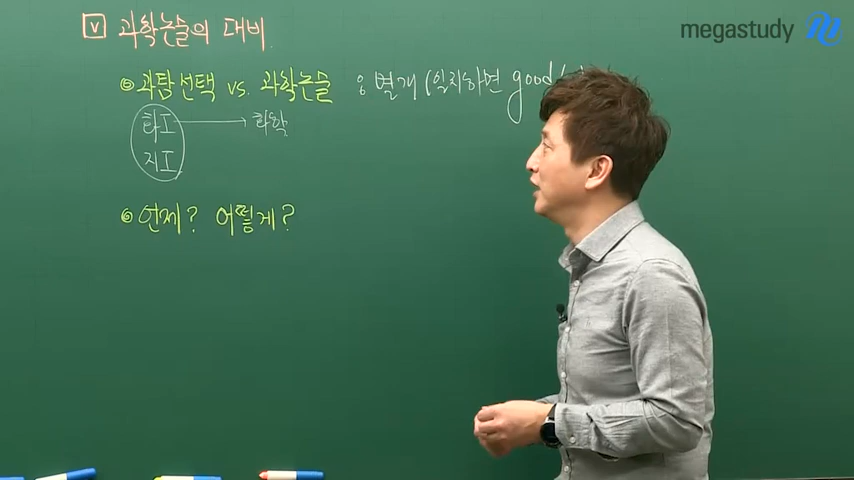 megastudy
V 과학논술의 대비
◎ 과탐선택 vs. 과학논술 : 별개 (일치하면 good
화I → 화학
지I
◎ 언제? 어떻게?